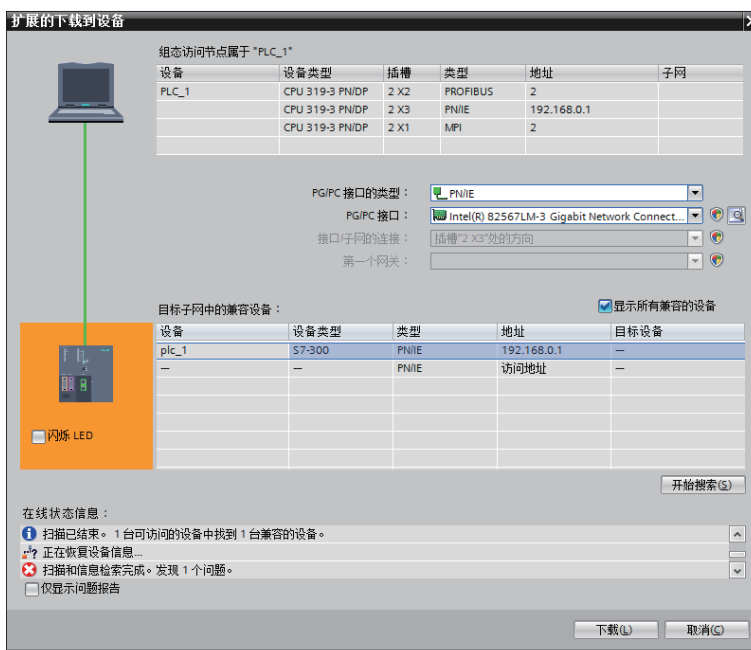 扩展的下载到设备
组态访问节点属于 "PLC_1"
设备 设备类型 插槽 类型 地址 子网
PLC_1 CPU 319-3 PN/DP 2 X2 PROFIBUS 2
CPU 319-3 PN/DP 2 X3 PN/IE 192.168.0.1
CPU 319-3 PN/DP 2 X1 MPI 2
PG/PC 接口的类型： PN/IE
PG/PC 接口： Intel(R) 82567LM-3 Gigabit Network Connect...
接口/子网的连接： 插槽"2 X3"处的方向
第一个网关：
目标子网中的兼容设备： 显示所有兼容的设备
设备 设备类型 类型 地址 目标设备
plc_1 S7-300 PN/IE 192.168.0.1 —
— — PN/IE 访问地址 —
闪烁 LED
开始搜索(S)
在线状态信息：
扫描已结束。1 台可访问的设备中找到 1 台兼容的设备。
正在恢复设备信息...
扫描和信息检索完成。发现 1 个问题。
仅显示问题报告
下载(L) 取消(C)